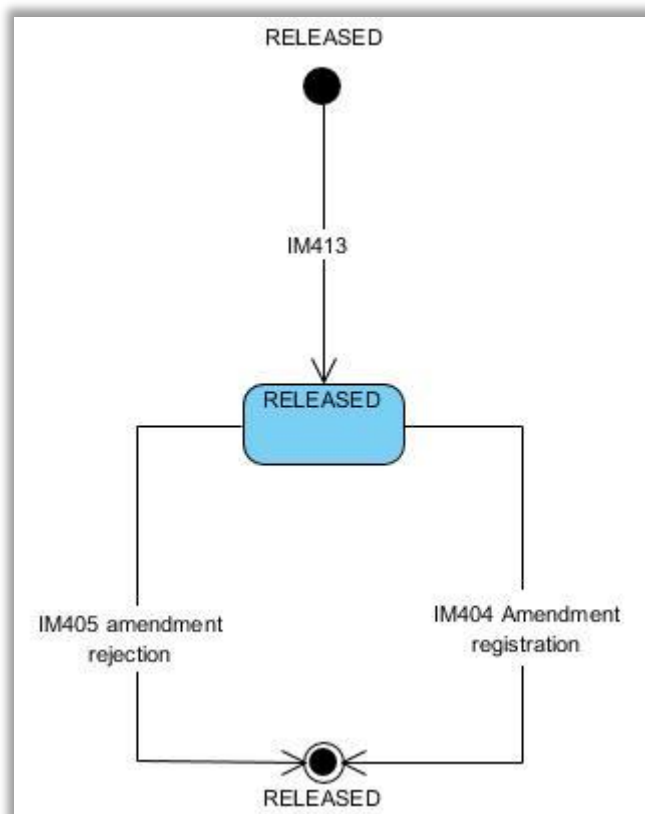 RELEASED
IM413
RELEASED
IM405 amendment
rejection
IM404 Amendment
registration
RELEASED